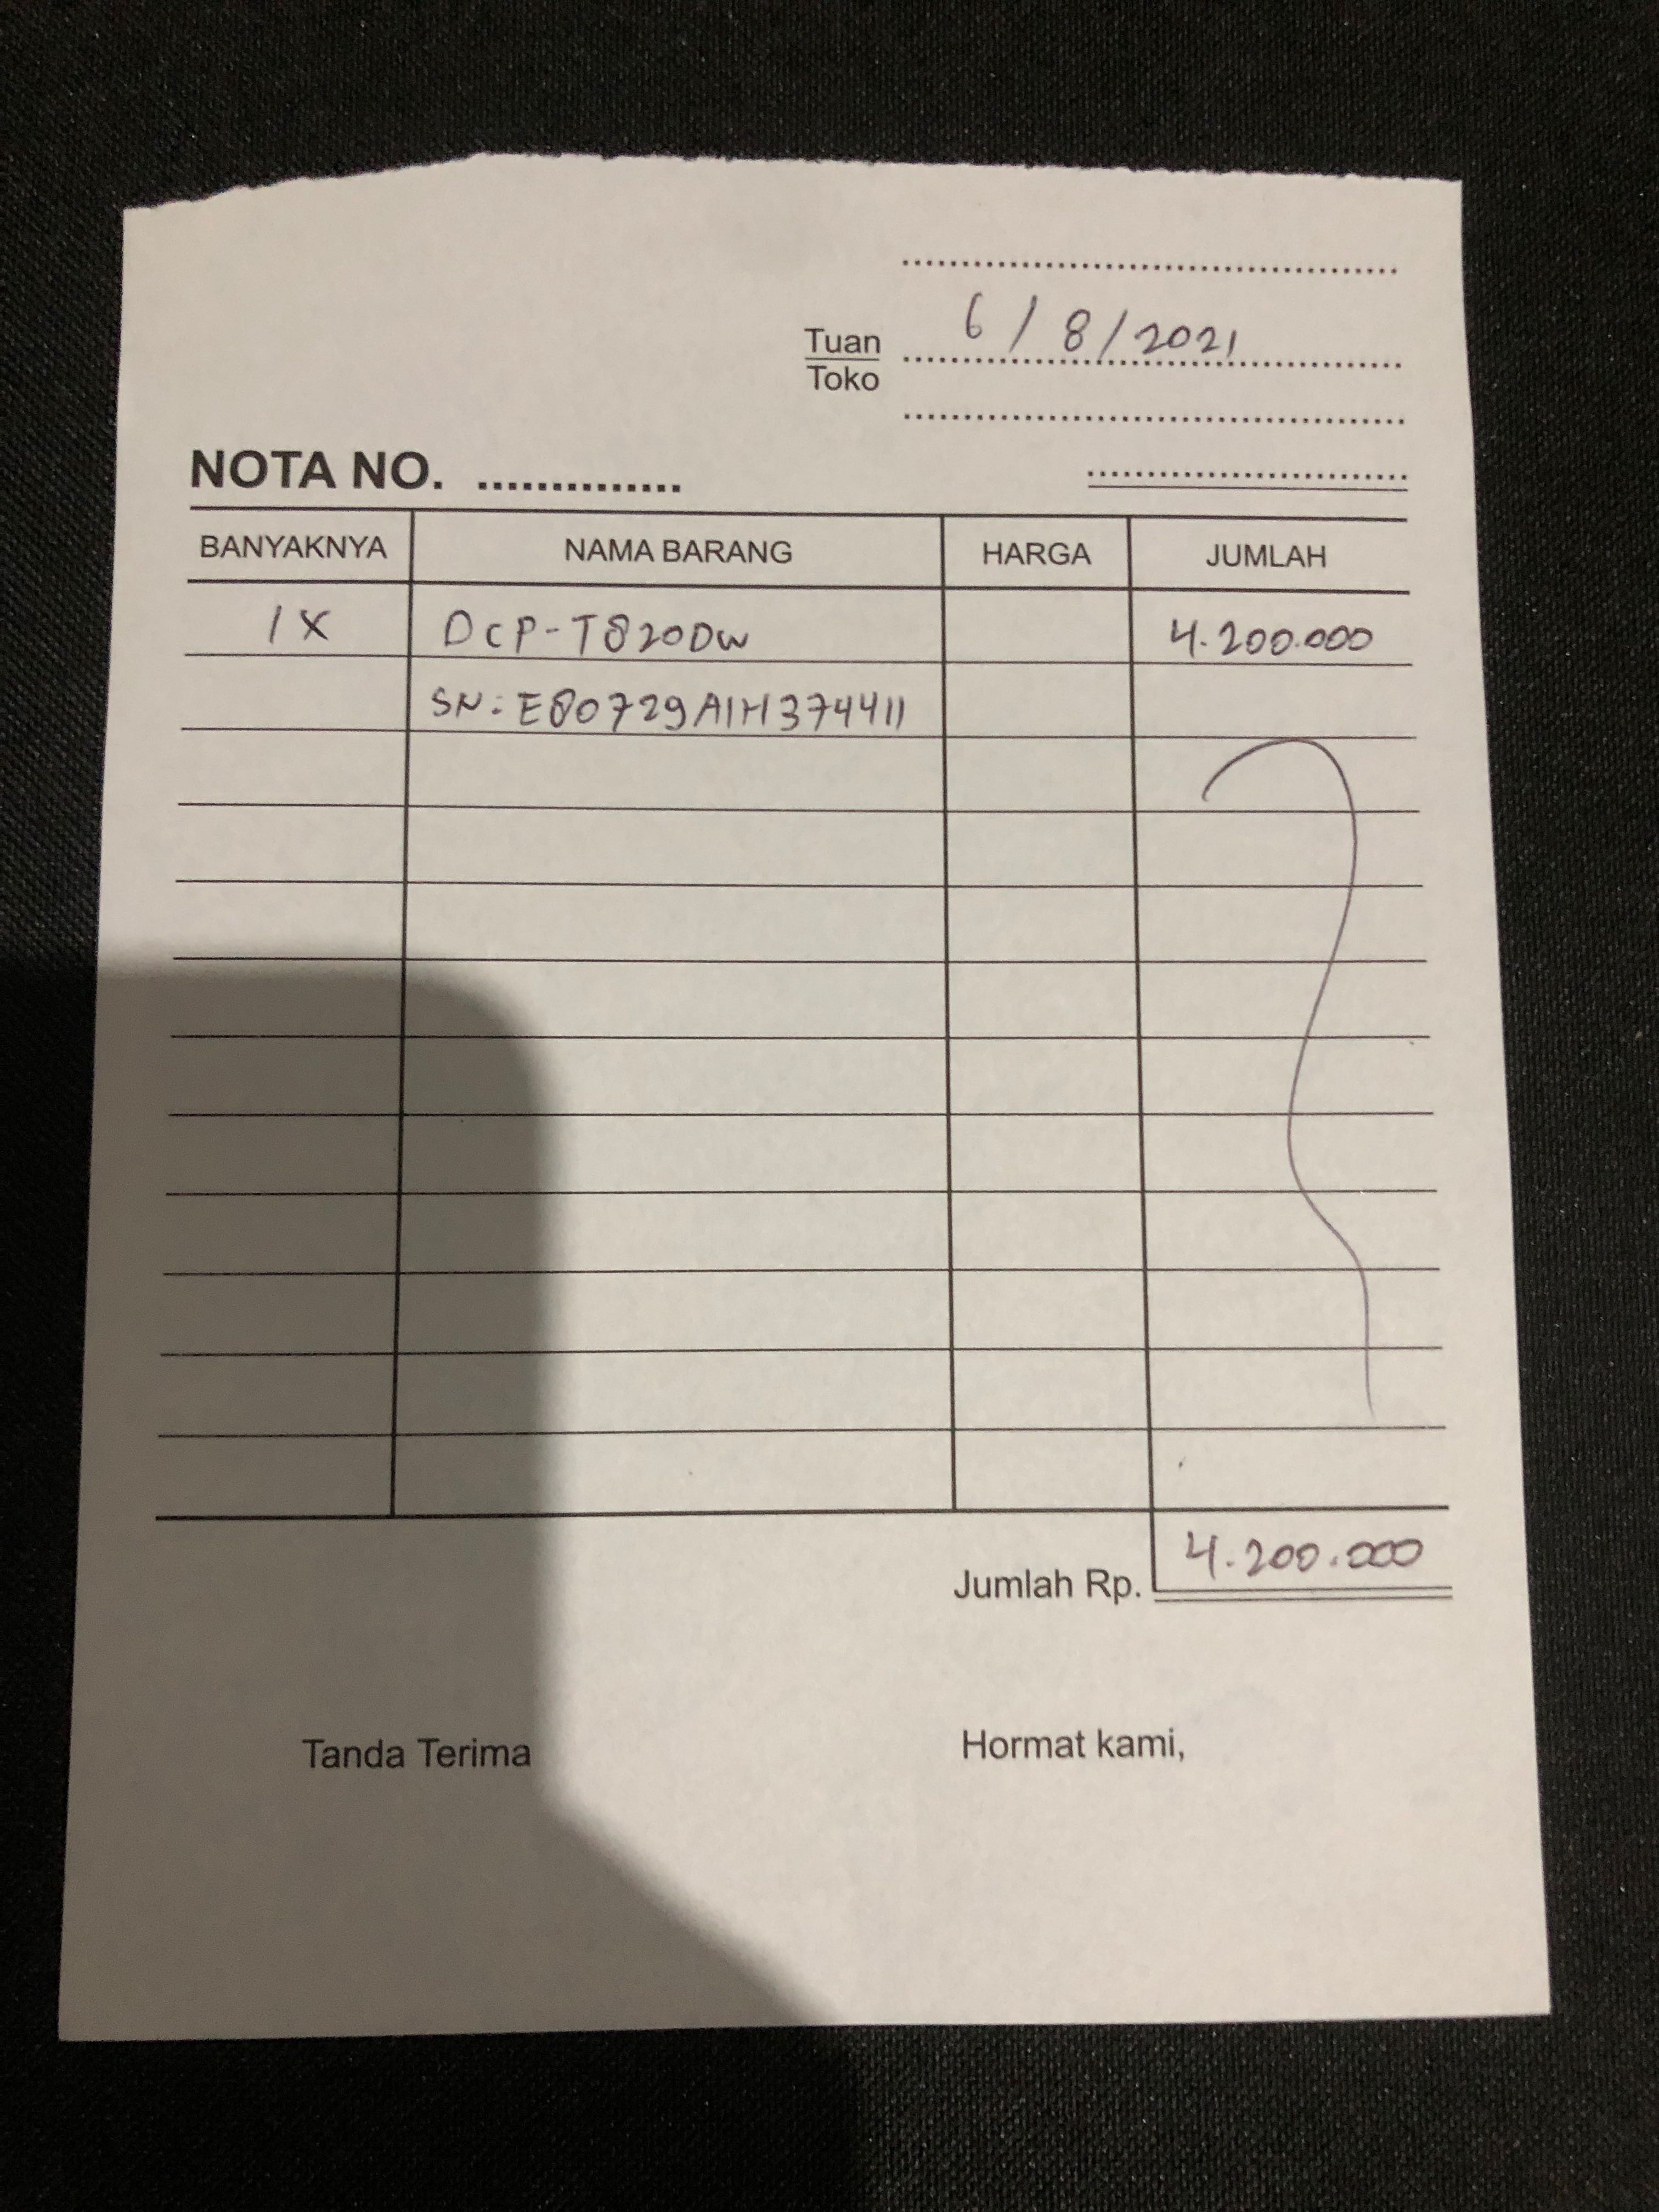 6/8/2021
Tuan
Toko
NOTA NO. ..............
BANYAKNYA NAMA BARANG HARGA JUMLAH
1X DCP-T820DW 4.200.000
SN: E80729A1H374411
Jumlah Rp. 4.200.000
Tanda Terima Hormat kami,